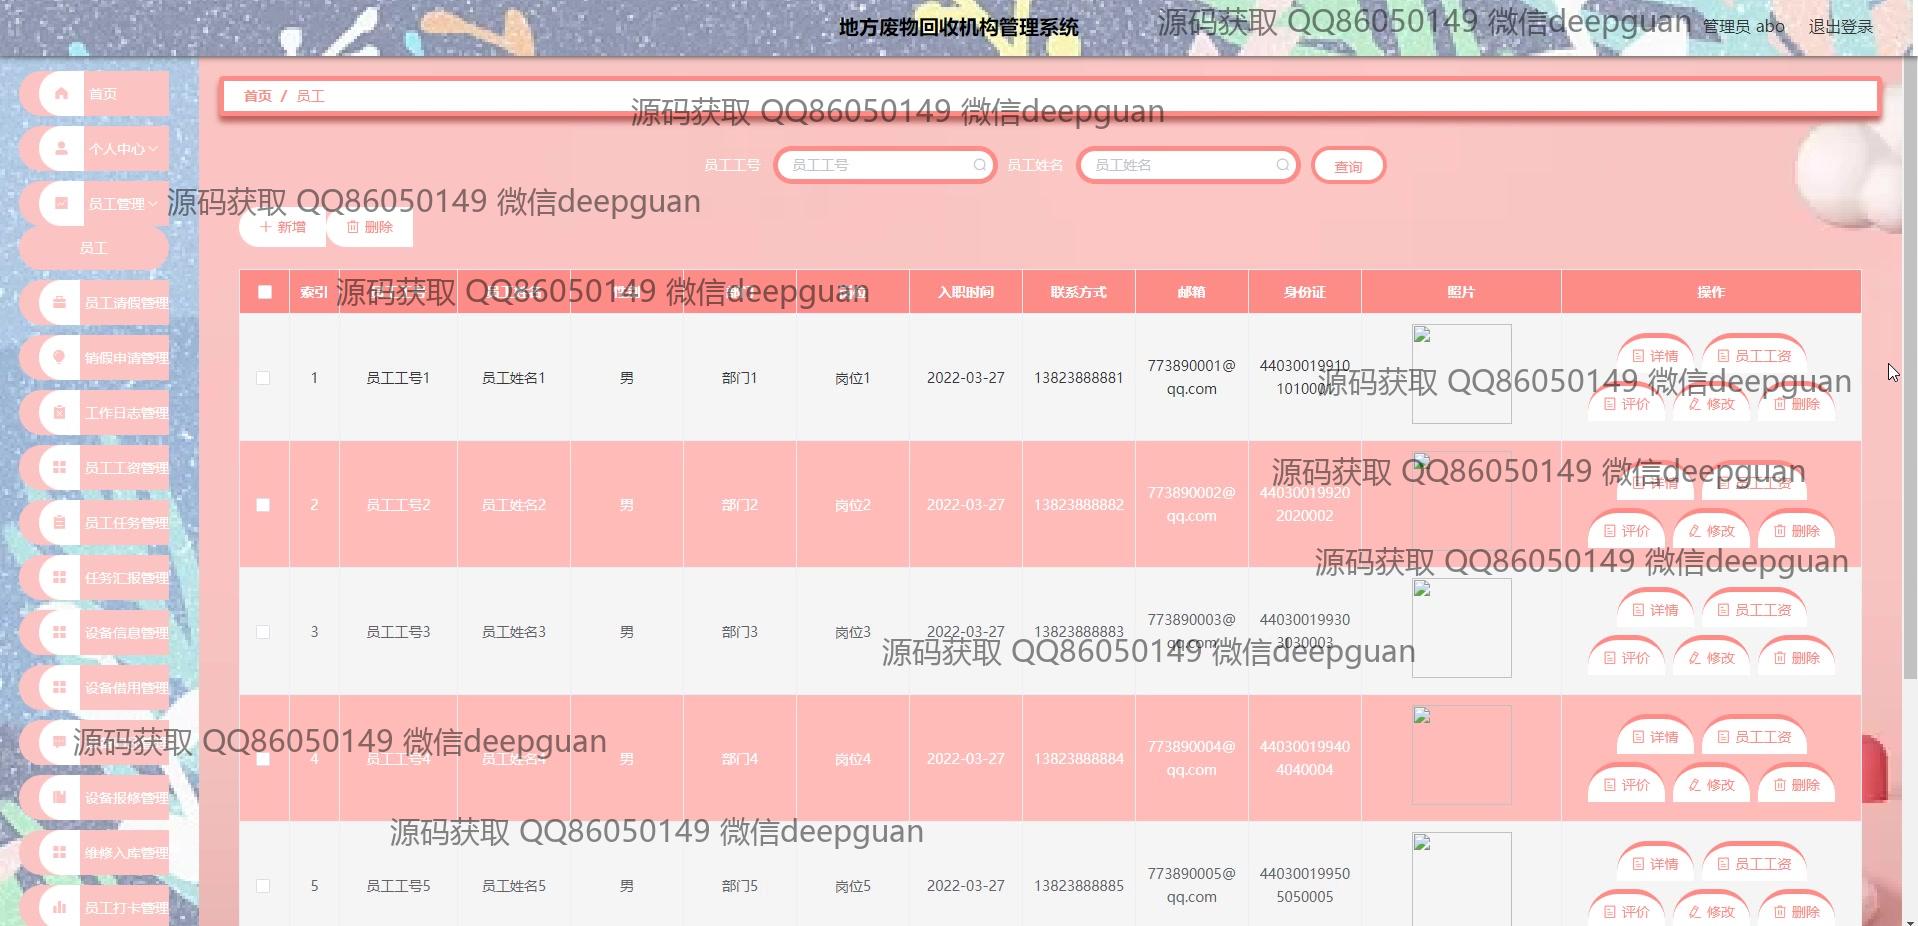 地方废物回收机构管理系统
源码获取 QQ86050149 微信deepguan
管理员 abo 退出登录
首页
个人中心
员工管理
员工
员工请假管理
销假申请管理
工作日志管理
员工工资管理
员工任务管理
任务汇报管理
设备信息管理
设备借用管理
设备报修管理
维修入库管理
员工打卡管理
首页 / 员工
源码获取 QQ86050149 微信deepguan
员工工号 员工工号 员工姓名 员工姓名 查询
源码获取 QQ86050149 微信deepguan
新增 删除
索引 员工工号 员工姓名 性别 部门 岗位 入职时间 联系方式 邮箱 身份证 照片 操作
源码获取 QQ86050149 微信deepguan
1 员工工号1 员工姓名1 男 部门1 岗位1 2022-03-27 13823888881 773890001@ 44030019910 详情 员工工资
qq.com 1010001 评价 修改 删除
源码获取 QQ86050149 微信deepguan
2 员工工号2 员工姓名2 男 部门2 岗位2 2022-03-27 13823888882 773890002@ 44030019920 详情 员工工资
qq.com 2020002 评价 修改 删除
源码获取 QQ86050149 微信deepguan
源码获取 QQ86050149 微信deepguan
3 员工工号3 员工姓名3 男 部门3 岗位3 2022-03-27 13823888883 773890003@ 44030019930 详情 员工工资
qq.com 3030003 评价 修改 删除
源码获取 QQ86050149 微信deepguan
4 员工工号4 员工姓名4 男 部门4 岗位4 2022-03-27 13823888884 773890004@ 44030019940 详情 员工工资
qq.com 4040004 评价 修改 删除
源码获取 QQ86050149 微信deepguan
5 员工工号5 员工姓名5 男 部门5 岗位5 2022-03-27 13823888885 773890005@ 44030019950 详情 员工工资
qq.com 5050005 评价 修改 删除
源码获取 QQ86050149 微信deepguan